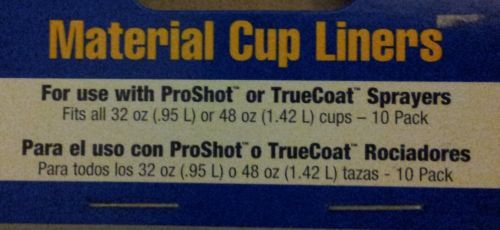 Material Cup Liners
For use with ProShot™ or TrueCoat™ Sprayers
Fits all 32 oz (.95 L) or 48 oz (1.42 L) cups – 10 Pack
Para el uso con ProShot™ o TrueCoat™ Rociadores
Para todos los 32 oz (.95 L) o 48 oz (1.42 L) tazas - 10 Pack